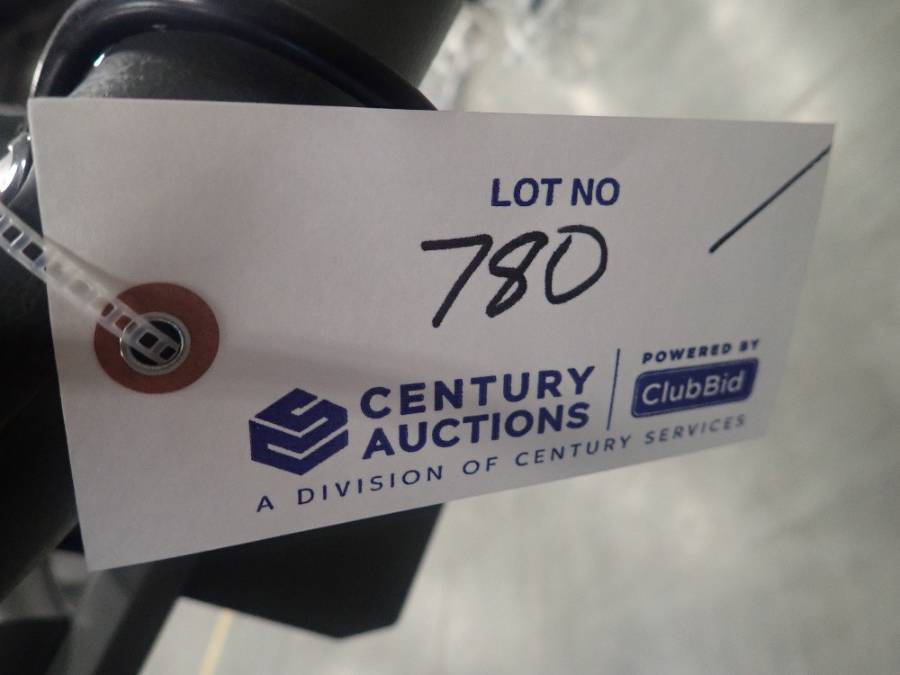 LOT NO
780
CENTURY
AUCTIONS
POWERED BY
ClubBid
A DIVISION OF CENTURY SERVICES